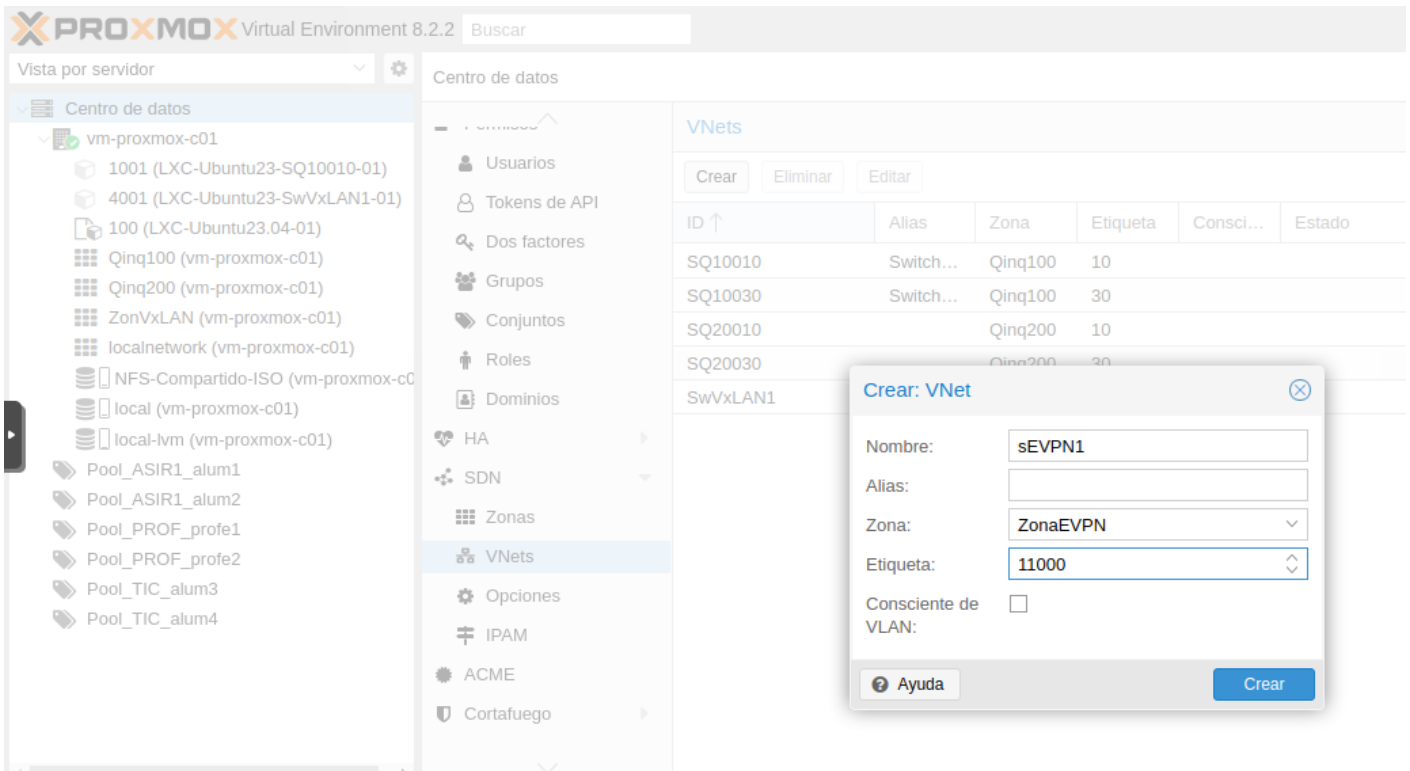 PROXMOX Virtual Environment 8.2.2 Buscar
Vista por servidor
Centro de datos
vm-proxmox-c01
1001 (LXC-Ubuntu23-SQ10010-01)
4001 (LXC-Ubuntu23-SwVxLAN1-01)
100 (LXC-Ubuntu23.04-01)
Qinq100 (vm-proxmox-c01)
Qinq200 (vm-proxmox-c01)
ZonVxLAN (vm-proxmox-c01)
localnetwork (vm-proxmox-c01)
NFS-Compartido-ISO (vm-proxmox-c0
local (vm-proxmox-c01)
local-lvm (vm-proxmox-c01)
Pool_ASIR1_alum1
Pool_ASIR1_alum2
Pool_PROF_profe1
Pool_PROF_profe2
Pool_TIC_alum3
Pool_TIC_alum4
Centro de datos
Permisos
Usuarios
Tokens de API
Dos factores
Grupos
Conjuntos
Roles
Dominios
HA
SDN
Zonas
VNets
Opciones
IPAM
ACME
Cortafuego
VNets
Crear Eliminar Editar
ID Alias Zona Etiqueta Consci... Estado
SQ10010 Switch... Qinq100 10
SQ10030 Switch... Qinq100 30
SQ20010 Qinq200 10
SQ20030 Qinq200 30
SwVxLAN1
Crear: VNet
Nombre: sEVPN1
Alias:
Zona: ZonaEVPN
Etiqueta: 11000
Consciente de
VLAN:
Ayuda Crear